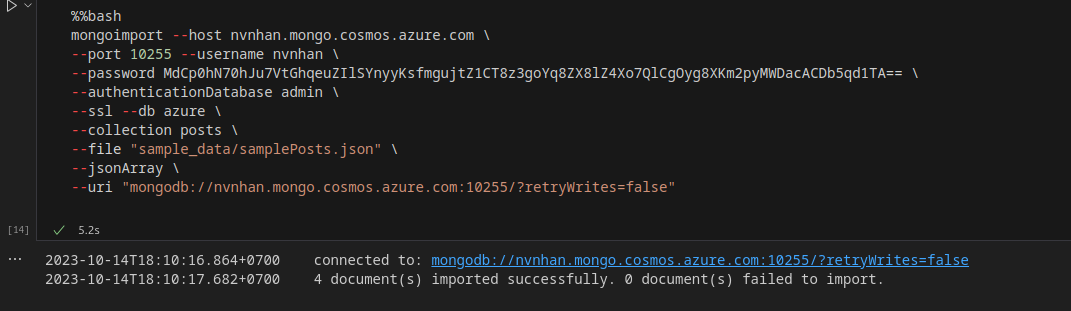 %%bash
mongoimport --host nvnhan.mongo.cosmos.azure.com \
--port 10255 --username nvnhan \
--password MdCp0hN70hJu7VtGhqeuZIlSYnyyKsfmgujtZ1CT8z3goYq8ZX8lZ4Xo7QlCgOyg8XKm2pyMWDacACDb5qd1TA== \
--authenticationDatabase admin \
--ssl --db azure \
--collection posts \
--file "sample_data/samplePosts.json" \
--jsonArray \
--uri "mongodb://nvnhan.mongo.cosmos.azure.com:10255/?retryWrites=false"
[14] 5.2s
2023-10-14T18:10:16.864+0700 connected to: mongodb://nvnhan.mongo.cosmos.azure.com:10255/?retryWrites=false
2023-10-14T18:10:17.682+0700 4 document(s) imported successfully. 0 document(s) failed to import.